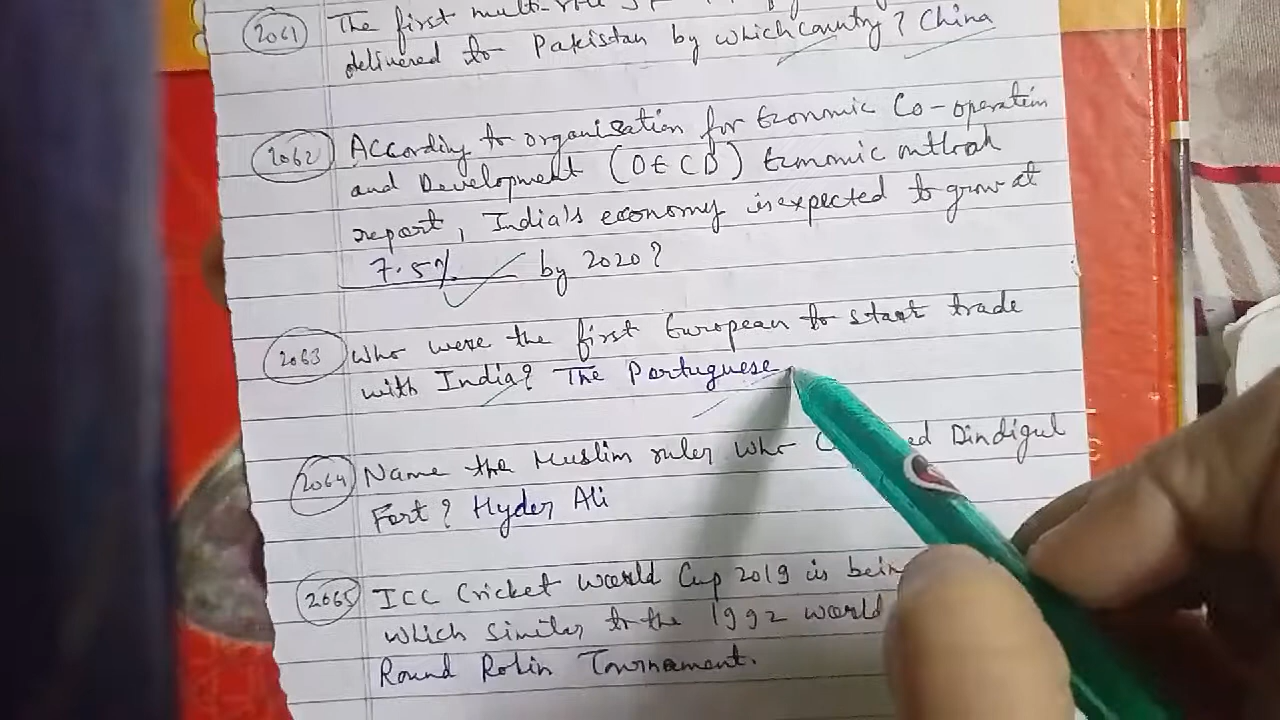 2061 The first multi-role
delivered to Pakistan by which country? China
2062 According to organisation for Economic Co-operation
and Development (OECD) Economic outlook
report, India's economy is expected to grow at
7.5% by 2020?
2063 Who were the first European to start trade
with India? The Portuguese
2064 Name the Muslim ruler who Dindigul
Fort? Hyder Ali
2065 ICC Cricket World Cup 2019 is
which similer to the 1992 world
Round Robin Tournament.